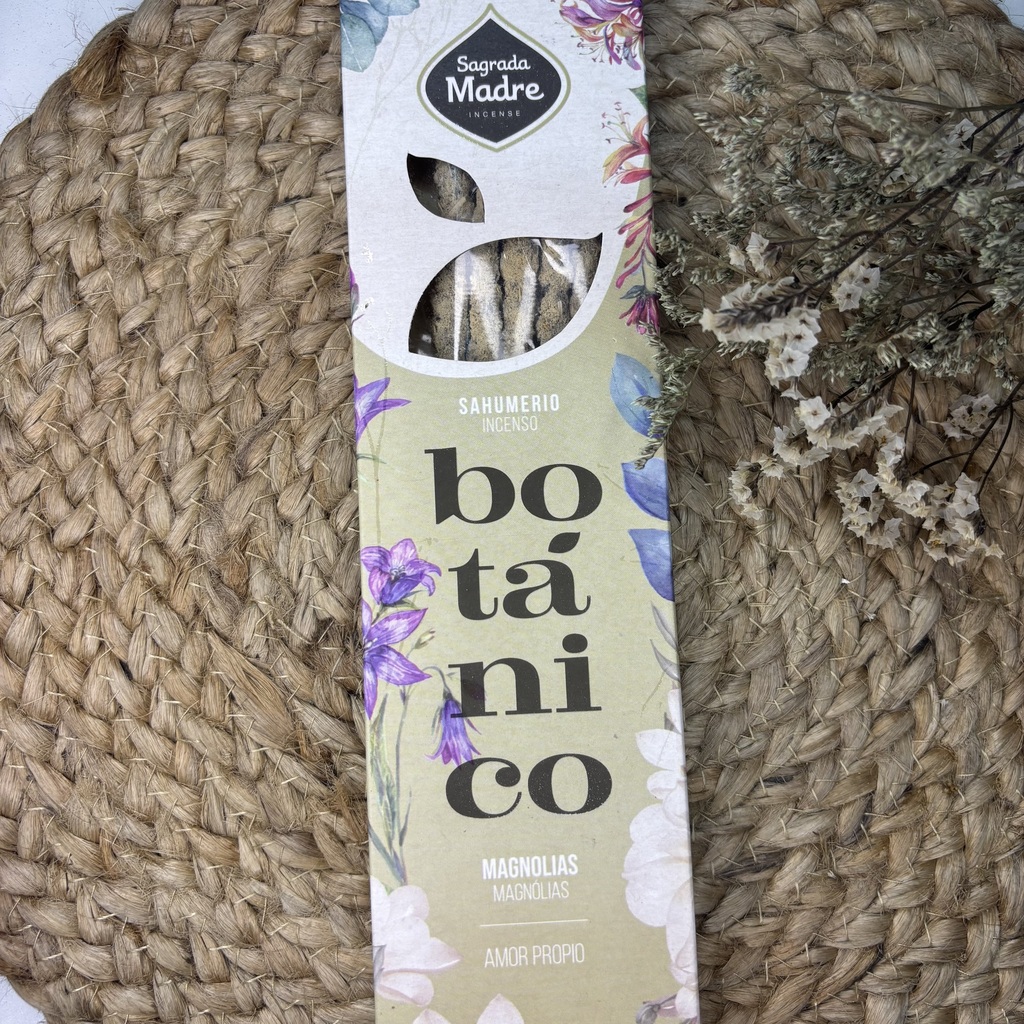 Sagrada
Madre
INCENSE
SAHUMERIO
INCENSO
bo
tá
ni
co
MAGNOLIAS
MAGNÓLIAS
AMOR PROPIO